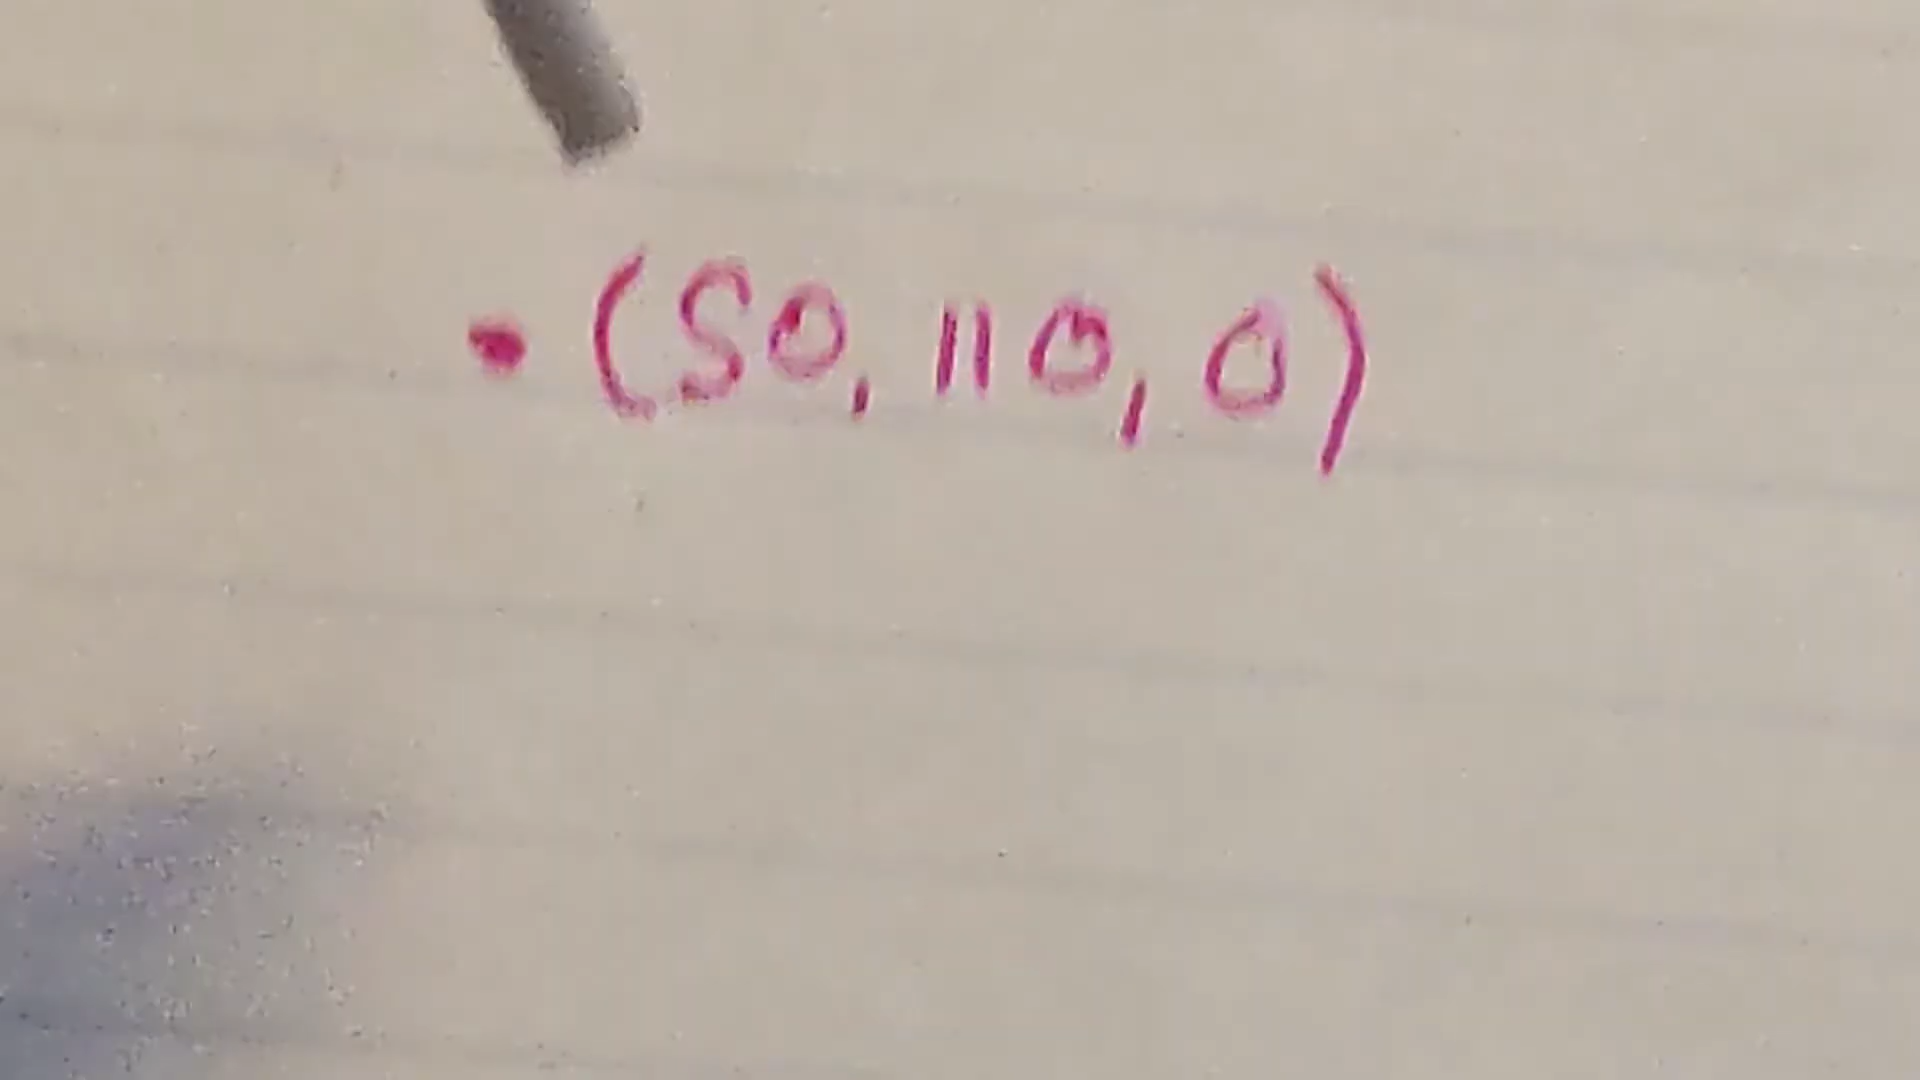 • (50, 110, 0)